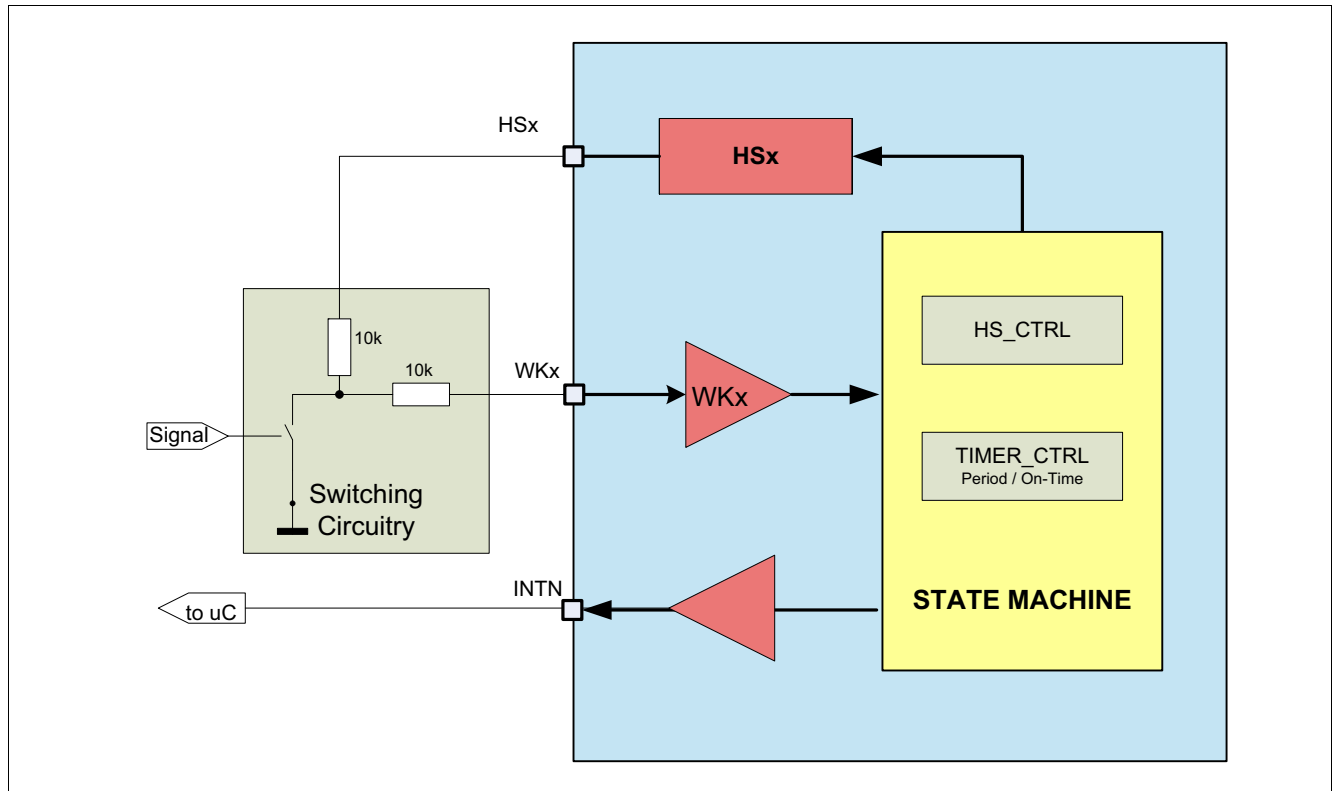 HSx
HSx
10k
10k
WKx
WKx
HS_CTRL
Signal
TIMER_CTRL
Period / On-Time
Switching
Circuitry
INTN
STATE MACHINE
to uC